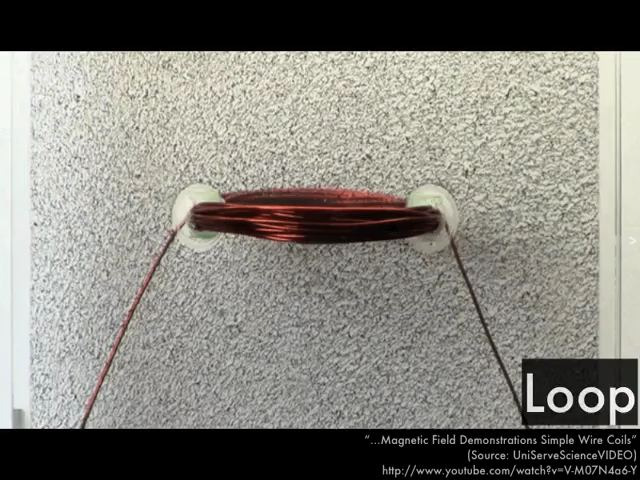 Loop
“...Magnetic Field Demonstrations Simple Wire Coils”
(Source: UniServeScienceVIDEO)
http://www.youtube.com/watch?v=V-M07N4a6-Y